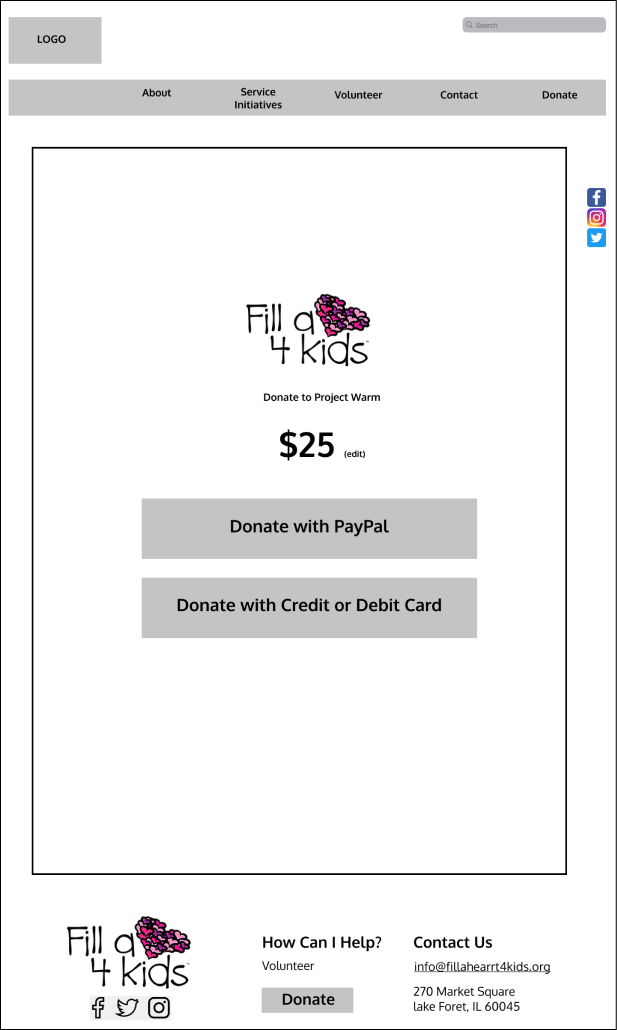 LOGO
Search
About
Service
Initiatives
Volunteer
Contact
Donate
Fill a
4 kids
Donate to Project Warm
$25 (edit)
Donate with PayPal
Donate with Credit or Debit Card
Fill a
4 kids
How Can I Help?
Volunteer
Donate
Contact Us
info@fillahearrt4kids.org
270 Market Square
lake Foret, IL 60045